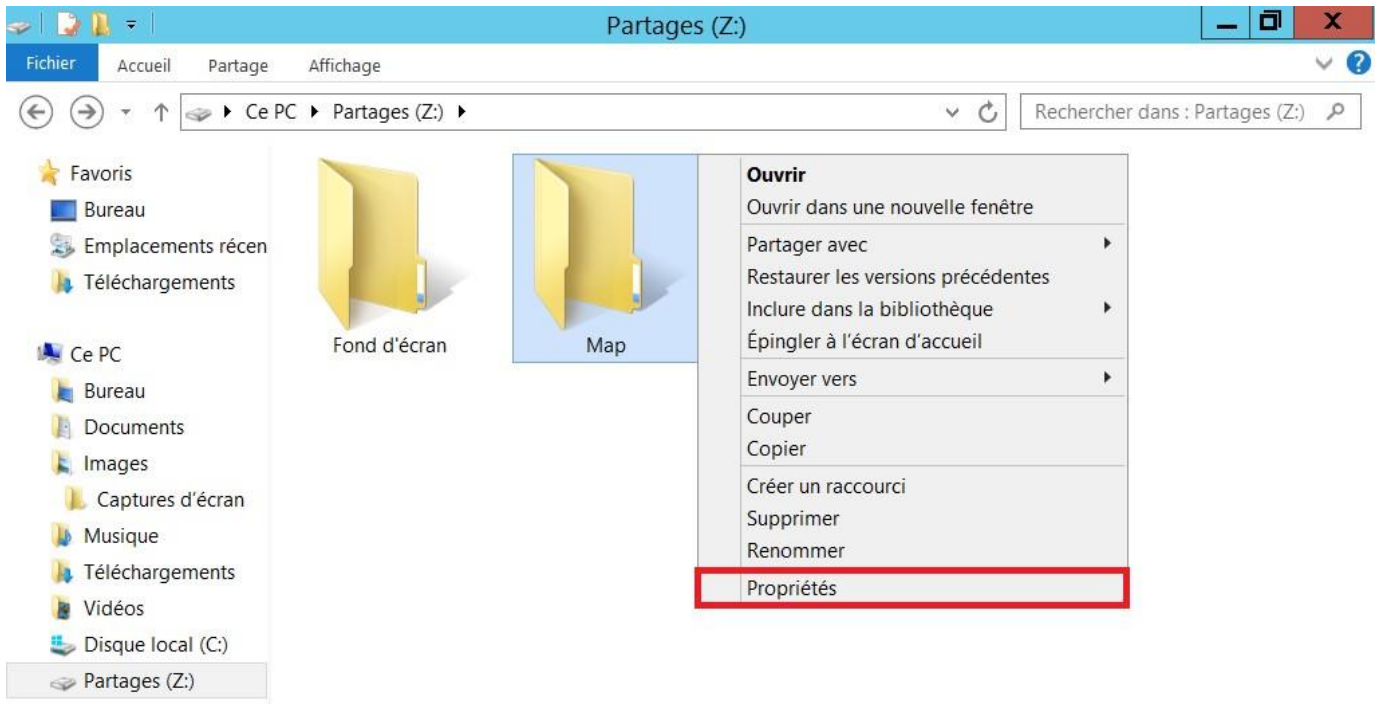 Partages (Z:)
Fichier
Accueil
Partage
Affichage
Ce PC
Partages (Z:)
Rechercher dans : Partages (Z:)
Favoris
Bureau
Emplacements récen
Téléchargements
Ce PC
Bureau
Documents
Images
Captures d'écran
Musique
Téléchargements
Vidéos
Disque local (C:)
Partages (Z:)
Fond d'écran
Map
Ouvrir
Ouvrir dans une nouvelle fenêtre
Partager avec
Restaurer les versions précédentes
Inclure dans la bibliothèque
Épingler à l'écran d'accueil
Envoyer vers
Couper
Copier
Créer un raccourci
Supprimer
Renommer
Propriétés